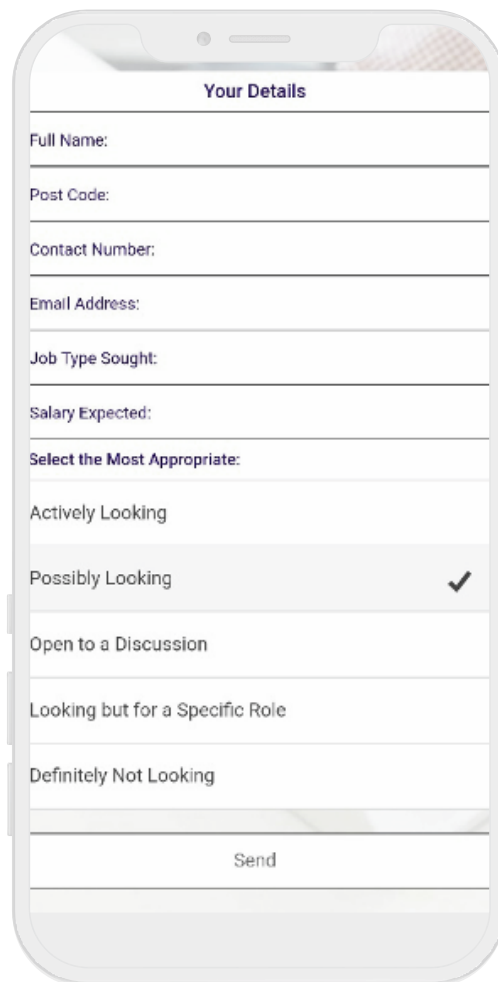 Your Details
Full Name:
Post Code:
Contact Number:
Email Address:
Job Type Sought:
Salary Expected:
Select the Most Appropriate:
Actively Looking
Possibly Looking
Open to a Discussion
Looking but for a Specific Role
Definitely Not Looking
Send